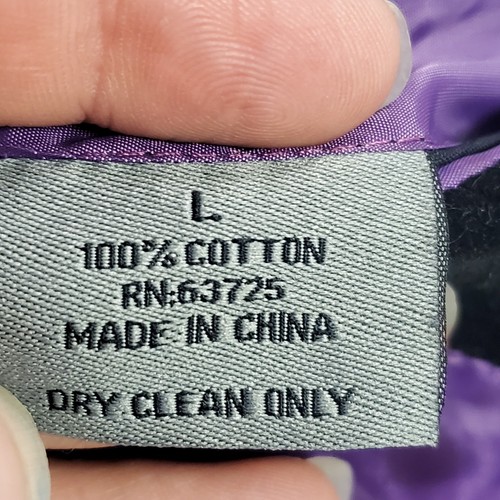 L
100% COTTON
RN:63725
MADE IN CHINA
DRY CLEAN ONLY